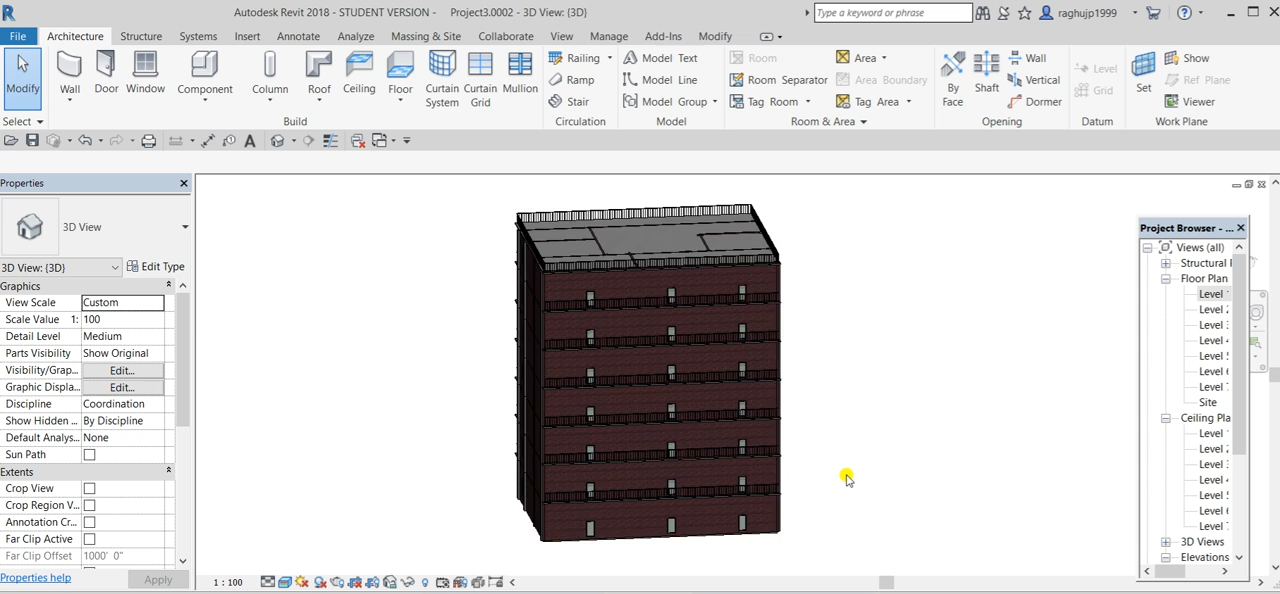 Autodesk Revit 2018 - STUDENT VERSION - Project3.0002 - 3D View: {3D}
Type a keyword or phrase
raghujp1999
File Architecture Structure Systems Insert Annotate Analyze Massing & Site Collaborate View Manage Add-Ins Modify
Modify Wall Door Window Component Column Roof Ceiling Floor Curtain System Curtain Grid Mullion
Railing Model Text Room Area Wall Show
Ramp Model Line Room Separator Area Boundary By Face Shaft Vertical Level Set Ref Plane
Stair Model Group Tag Room Tag Area Dormer Grid Viewer
Select Build Circulation Model Room & Area Opening Datum Work Plane
Properties
3D View
3D View: {3D} Edit Type
Graphics
View Scale Custom
Scale Value 1: 100
Detail Level Medium
Parts Visibility Show Original
Visibility/Grap... Edit...
Graphic Displa... Edit...
Discipline Coordination
Show Hidden ... By Discipline
Default Analys... None
Sun Path
Extents
Crop View
Crop Region V...
Annotation Cr...
Far Clip Active
Far Clip Offset 1000' 0"
Properties help Apply
1 : 100
Project Browser - ...
Views (all)
Structural
Floor Plan
Level
Level
Level
Level
Level
Level
Level
Site
Ceiling Pla
Level
Level
Level
Level
Level
Level
Level
3D Views
Elevations